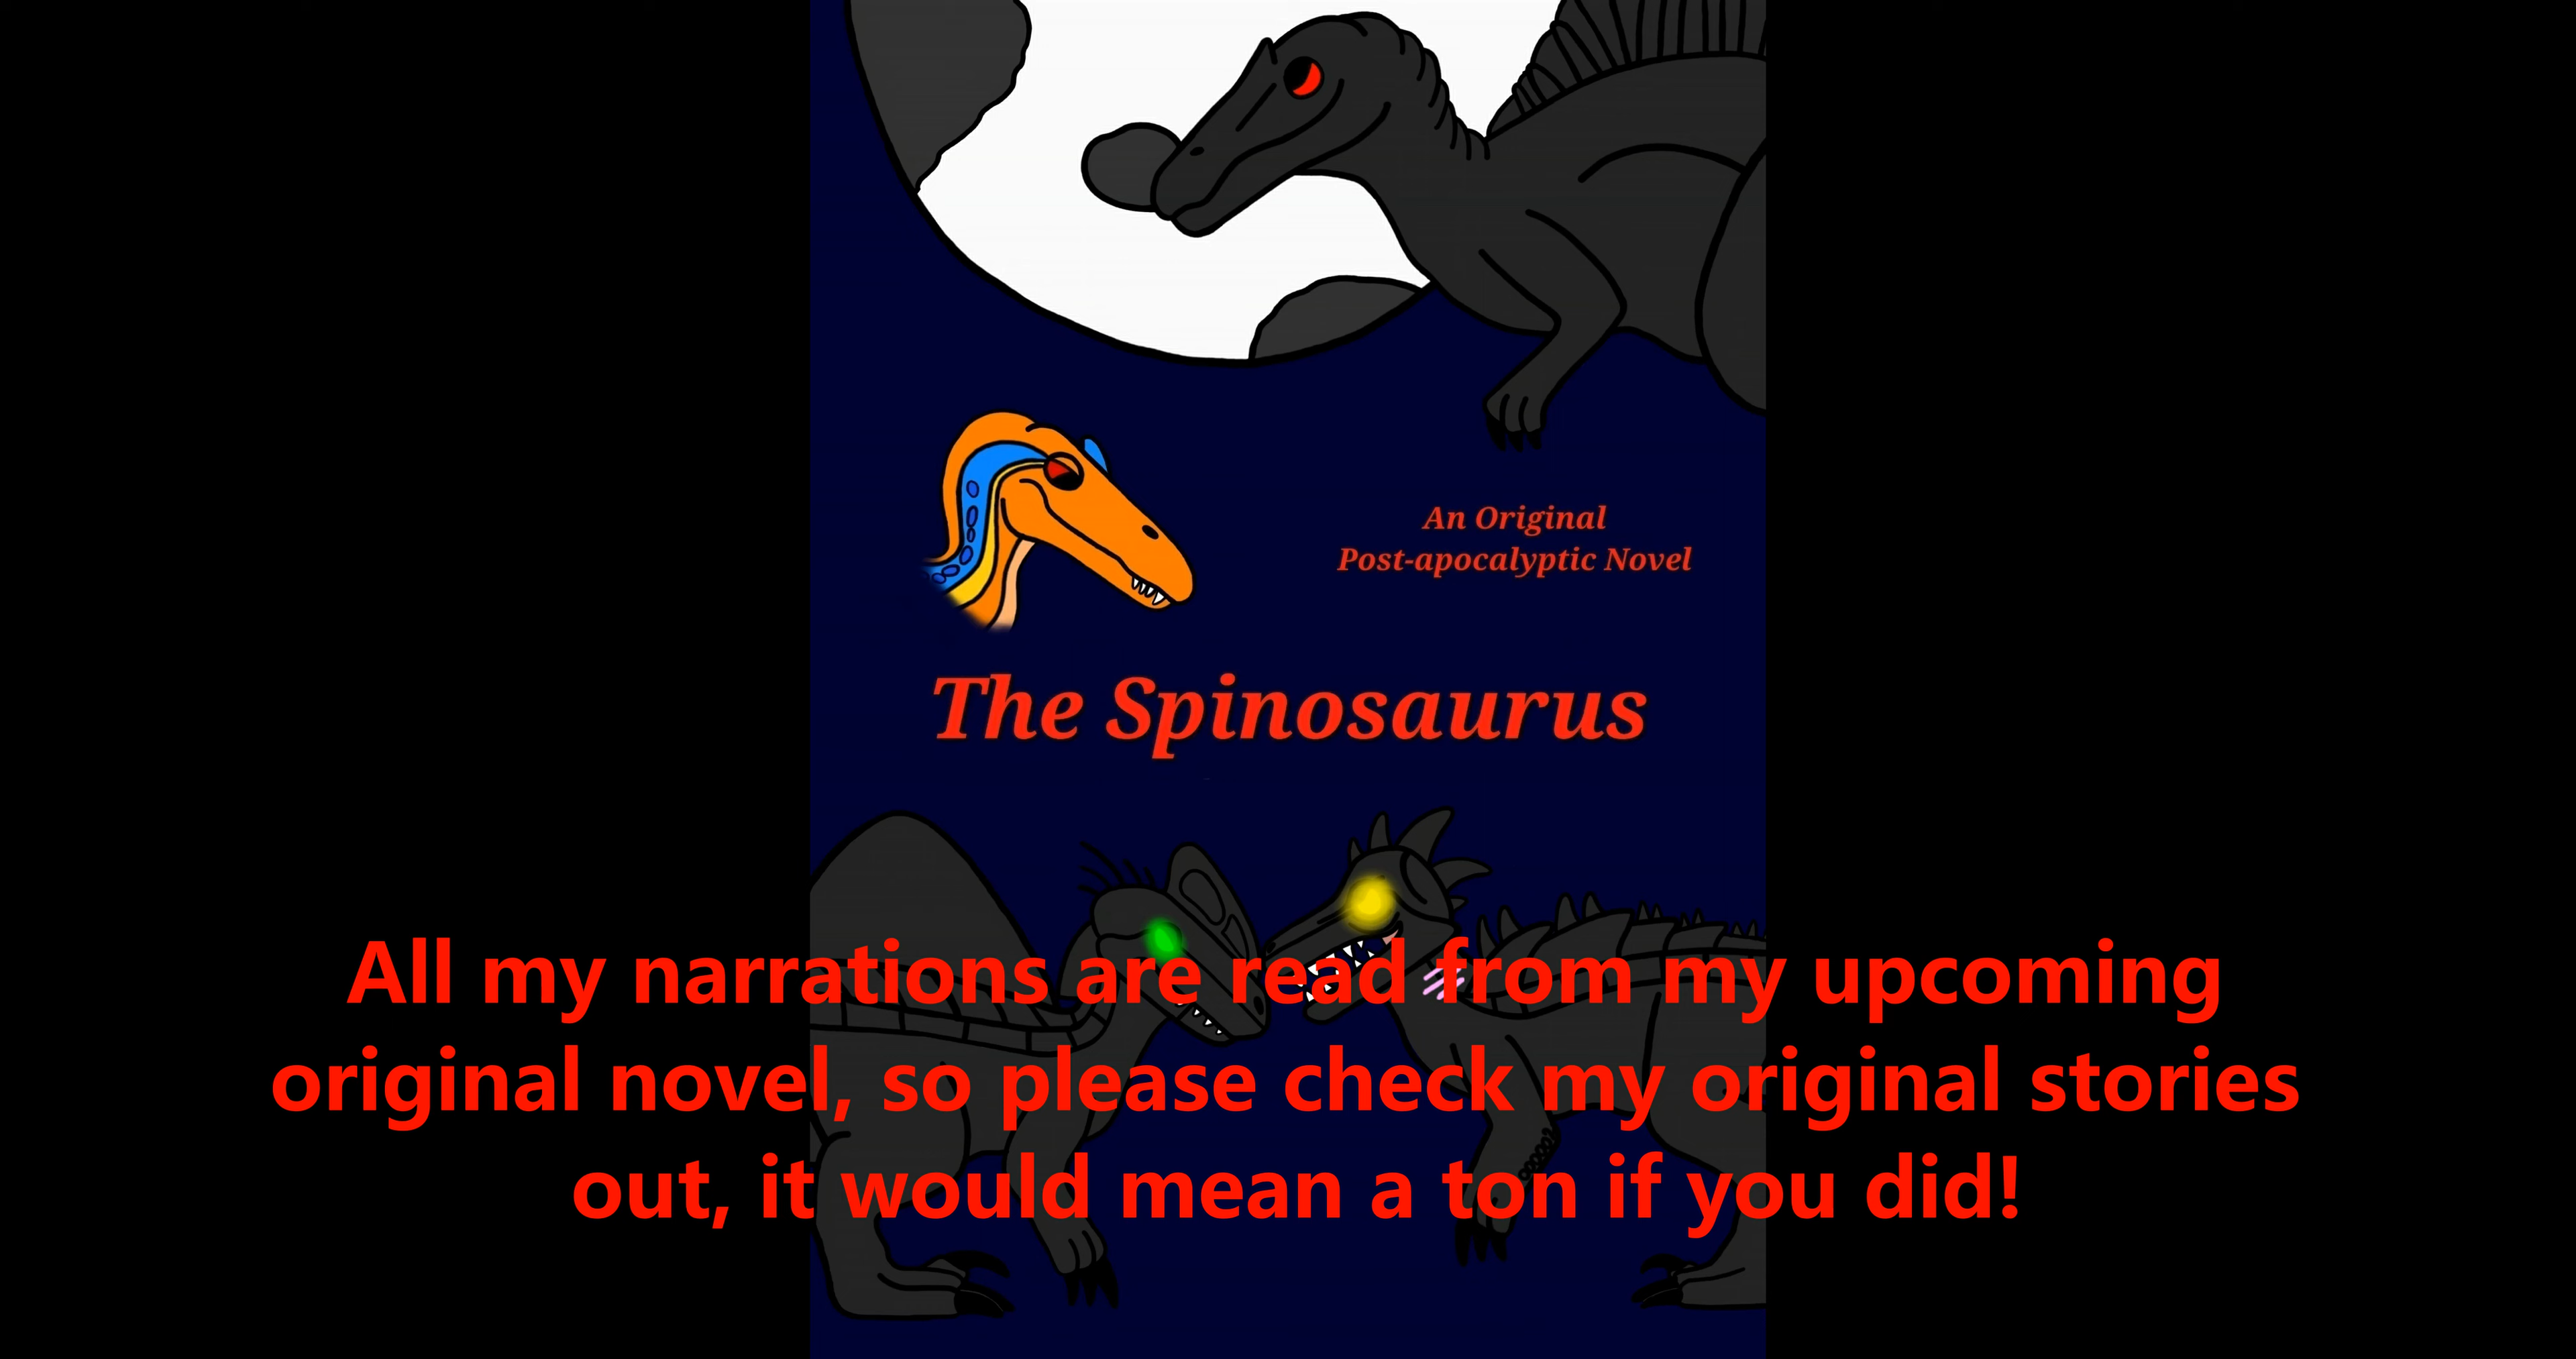 An Original
Post-apocalyptic Novel
The Spinosaurus
All my narrations are read from my upcoming
original novel, so please check my original stories
out, it would mean a ton if you did!